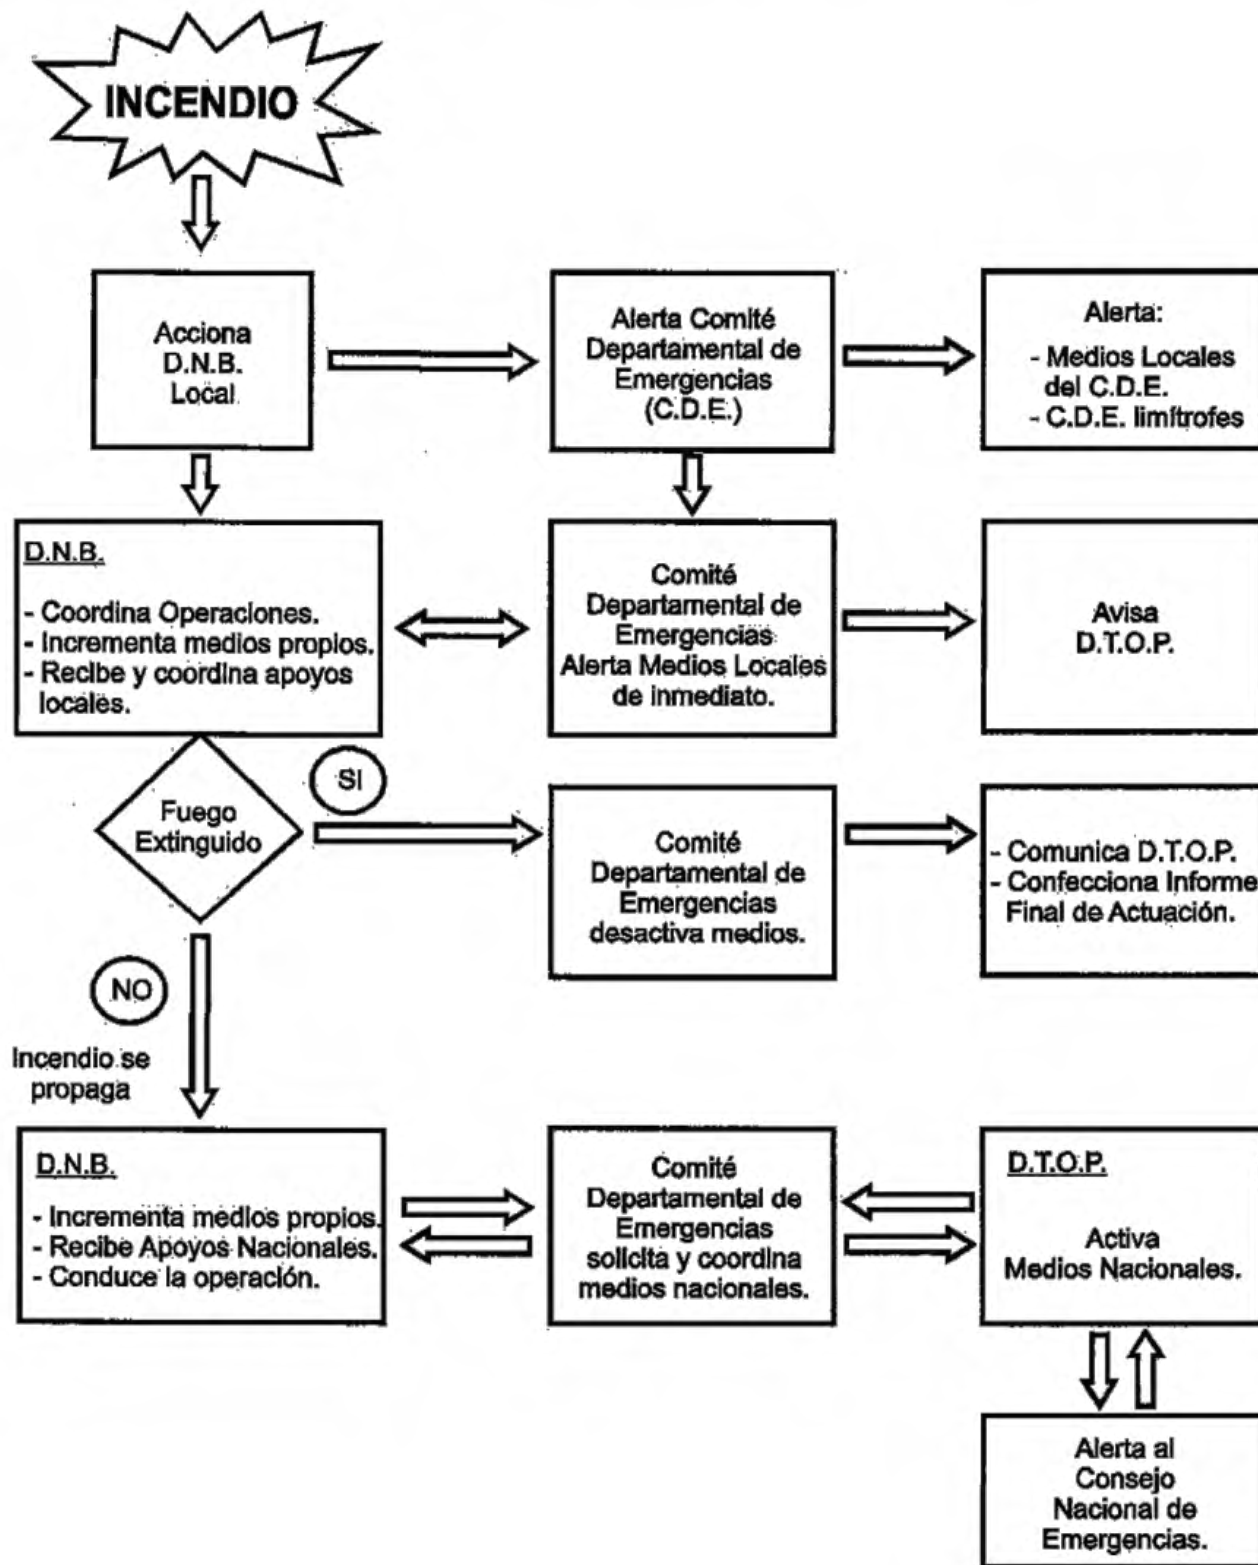 INCENDIO
Acciona
D.N.B.
Local
Alerta Comité
Departamental de
Emergencias
(C.D.E.)
Alerta:
- Medios Locales
del C.D.E.
- C.D.E. limítrofes
D.N.B.
- Coordina Operaciones.
- Incrementa medios propios.
- Recibe y coordina apoyos
locales.
Comité
Departamental de
Emergencias
Alerta Medios Locales
de inmediato.
Avisa
D.T.O.P.
Fuego
Extinguido
SI
Comité
Departamental de
Emergencias
desactiva medios.
- Comunica D.T.O.P.
- Confecciona Informe
Final de Actuación.
NO
Incendio se
propaga
D.N.B.
- Incrementa medios propios.
- Recibe Apoyos Nacionales.
- Conduce la operación.
Comité
Departamental de
Emergencias
solicita y coordina
medios nacionales.
D.T.O.P.
Activa
Medios Nacionales.
Alerta al
Consejo
Nacional de
Emergencias.